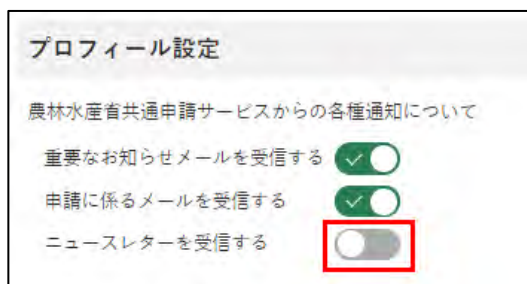 プロフィール設定
農林水産省共通申請サービスからの各種通知について
重要なお知らせメールを受信する
申請に係るメールを受信する
ニュースレターを受信する